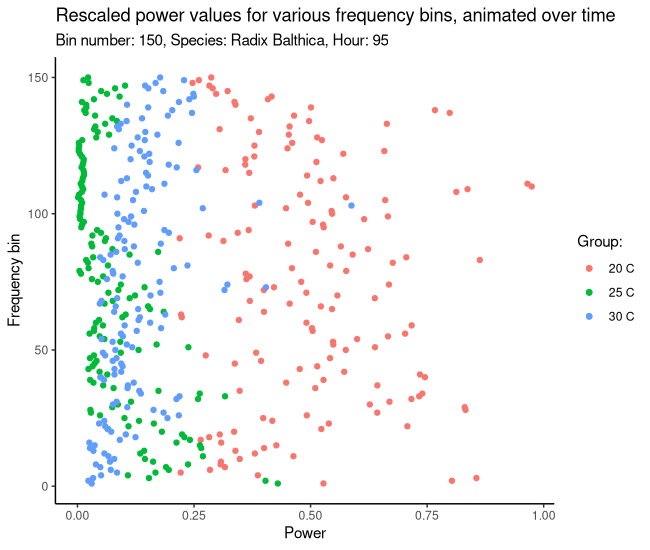 Rescaled power values for various frequency bins, animated over time
Bin number: 150, Species: Radix Balthica, Hour: 95
150
100
50
0
Frequency bin
0.00 0.25 0.50 0.75 1.00
Power
Group:
20 C
25 C
30 C